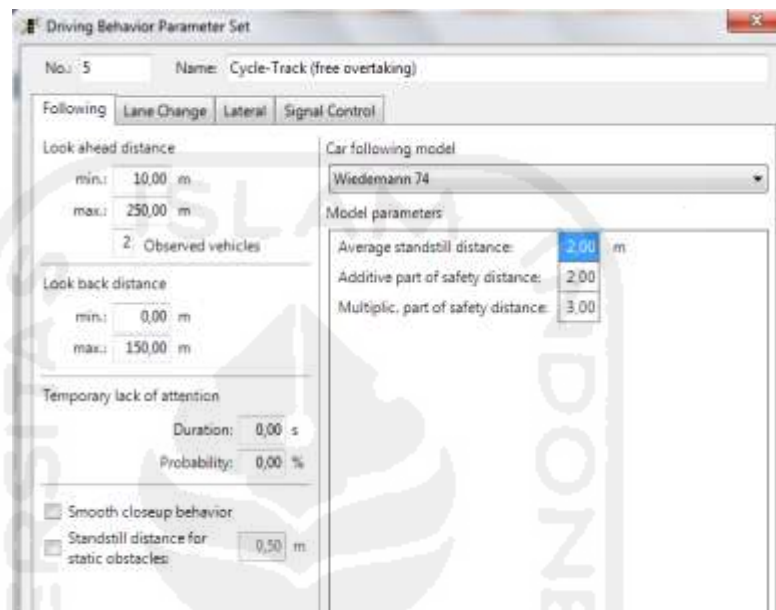 Driving Behavior Parameter Set
No.: 5 Name: Cycle-Track (free overtaking)
Following Lane Change Lateral Signal Control
Look ahead distance
min.: 10,00 m
max.: 250,00 m
2 Observed vehicles
Look back distance
min.: 0,00 m
max.: 150,00 m
Temporary lack of attention
Duration: 0,00 s
Probability: 0,00 %
Smooth closeup behavior
Standstill distance for
static obstacles: 0,50 m
Car following model
Wiedemann 74
Model parameters
Average standstill distance: 2,00 m
Additive part of safety distance: 2,00
Multiplic. part of safety distance: 3,00
ISLAM